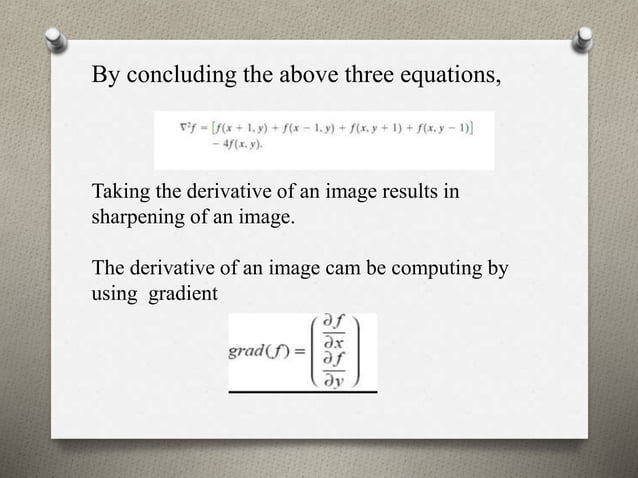 By concluding the above three equations,
∇²f = [f(x + 1, y) + f(x − 1, y) + f(x, y + 1) + f(x, y − 1)]
− 4f(x, y).
Taking the derivative of an image results in
sharpening of an image.
The derivative of an image cam be computing by
using gradient
grad(f) = ( ∂f/∂x ∂f/∂y )